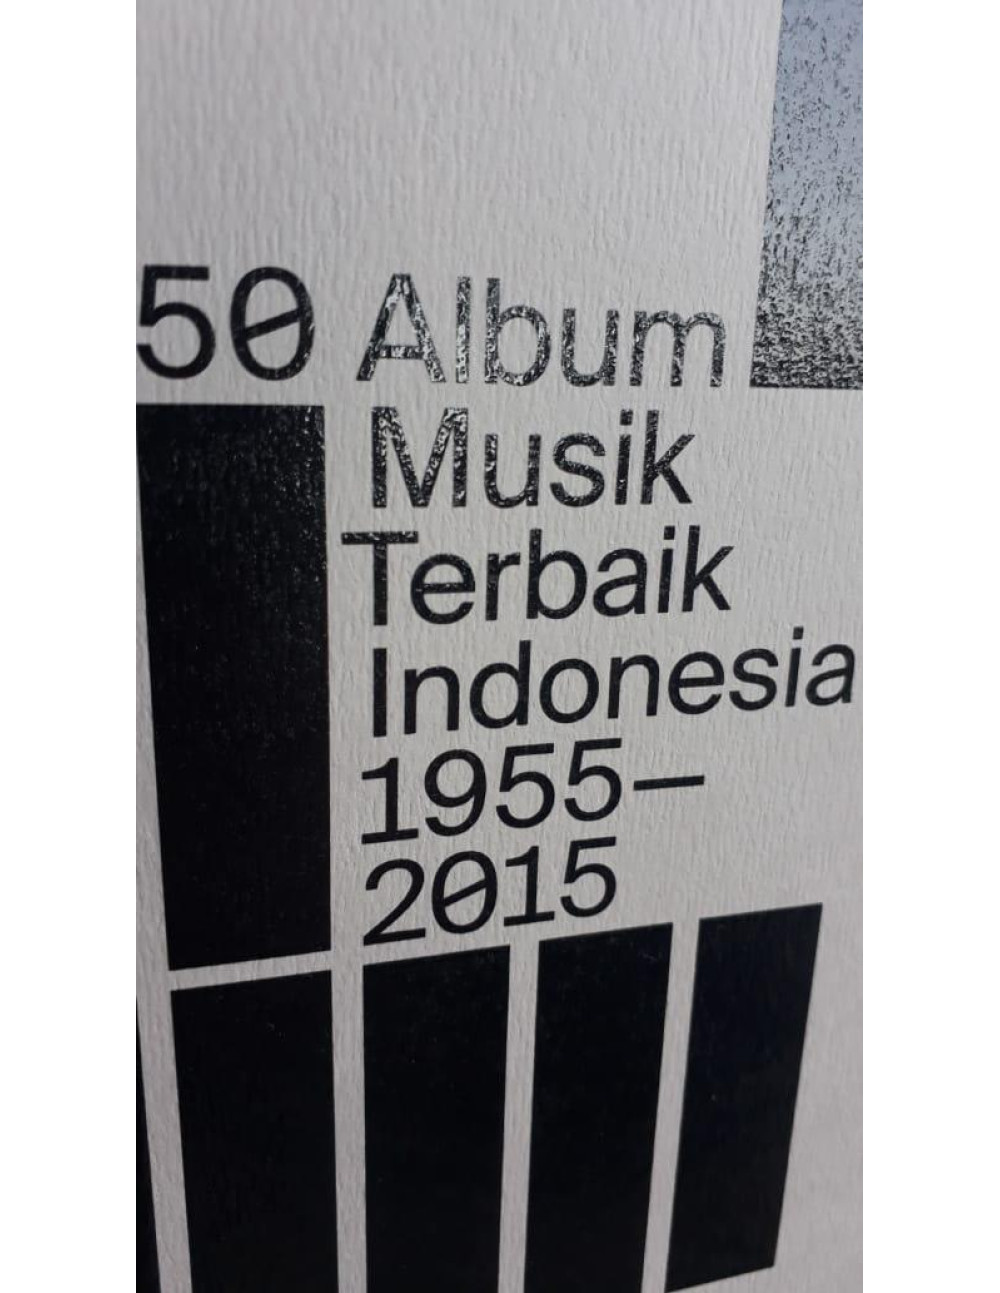 50 Album
Musik
Terbaik
Indonesia
1955–
2015